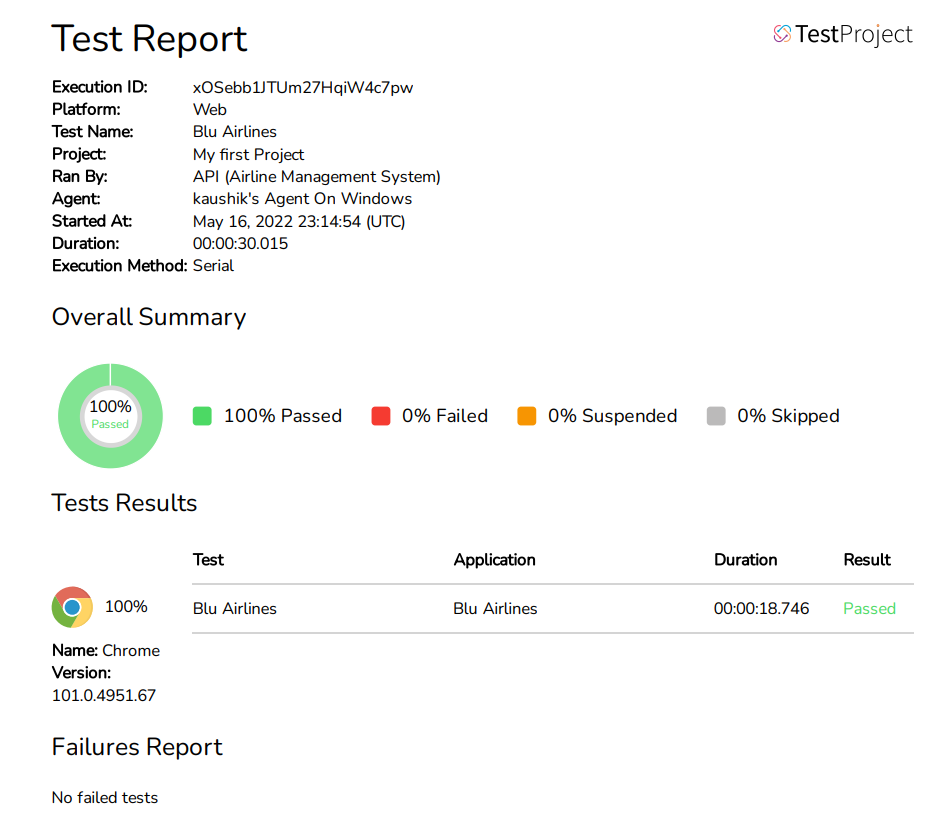 Test Report
TestProject
Execution ID: xOSebb1JTUm27HqiW4c7pw
Platform: Web
Test Name: Blu Airlines
Project: My first Project
Ran By: API (Airline Management System)
Agent: kaushik's Agent On Windows
Started At: May 16, 2022 23:14:54 (UTC)
Duration: 00:00:30.015
Execution Method: Serial
Overall Summary
100%
Passed
100% Passed 0% Failed 0% Suspended 0% Skipped
Tests Results
Test Application Duration Result
100%
Blu Airlines Blu Airlines 00:00:18.746 Passed
Name: Chrome
Version:
101.0.4951.67
Failures Report
No failed tests